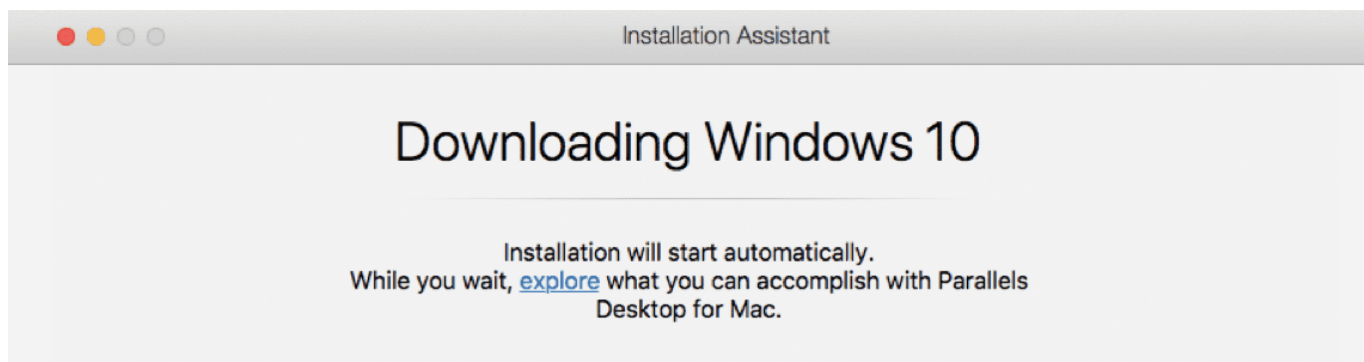 Installation Assistant
Downloading Windows 10
Installation will start automatically.
While you wait, explore what you can accomplish with Parallels
Desktop for Mac.